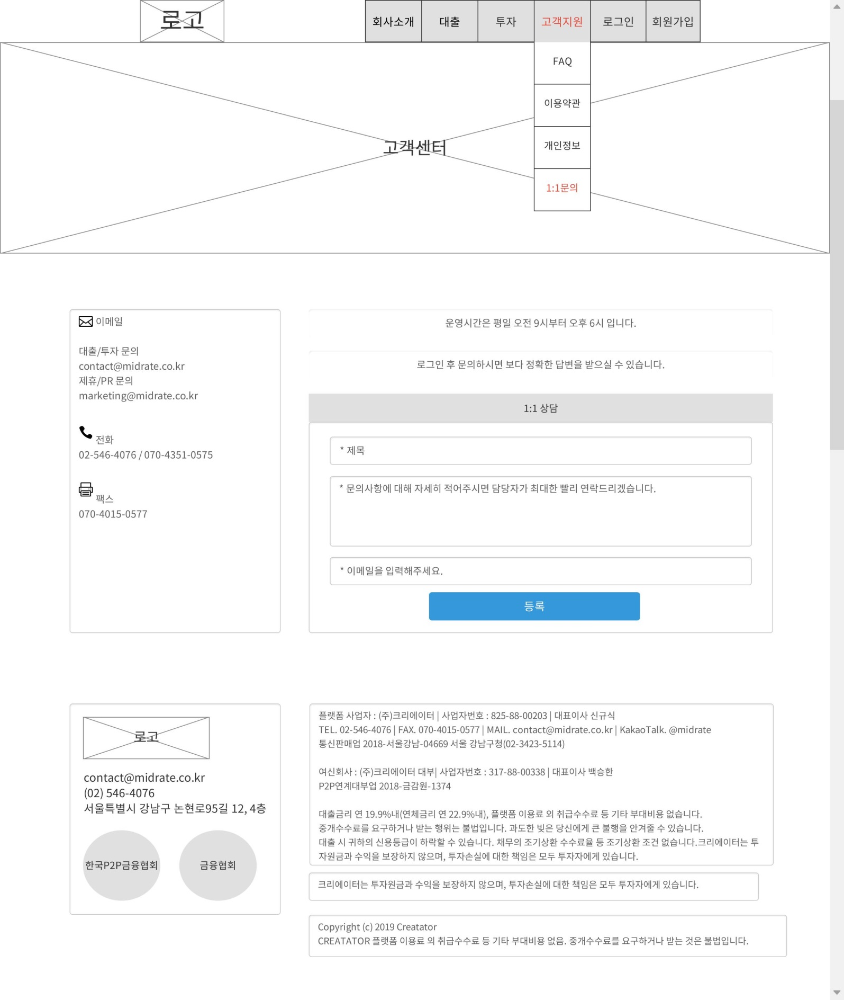 로고
회사소개
대출
투자
고객지원
로그인
회원가입
FAQ
이용약관
개인정보
1:1문의
고객센터
이메일
대출/투자 문의
contact@midrate.co.kr
제휴/PR 문의
marketing@midrate.co.kr
전화
02-546-4076 / 070-4351-0575
팩스
070-4015-0577
운영시간은 평일 오전 9시부터 오후 6시 입니다.
로그인 후 문의하시면 보다 정확한 답변을 받으실 수 있습니다.
1:1 상담
* 제목
* 문의사항에 대해 자세히 적어주시면 담당자가 최대한 빨리 연락드리겠습니다.
* 이메일을 입력해주세요.
등록
로고
contact@midrate.co.kr
(02) 546-4076
서울특별시 강남구 논현로95길 12, 4층
한국P2P금융협회
금융협회
플랫폼 사업자 : (주)크리에이터 | 사업자번호 : 825-88-00203 | 대표이사 신규식
TEL. 02-546-4076 | FAX. 070-4015-0577 | MAIL. contact@midrate.co.kr | KakaoTalk. @midrate
통신판매업 2018-서울강남-04669 서울 강남구청(02-3423-5114)
여신회사 : (주)크리에이터 대부| 사업자번호 : 317-88-00338 | 대표이사 백승한
P2P연계대부업 2018-금감원-1374
대출금리 연 19.9%내(연체금리 연 22.9%내), 플랫폼 이용료 외 취급수수료 등 기타 부대비용 없습니다.
중개수수료를 요구하거나 받는 행위는 불법입니다. 과도한 빚은 당신에게 큰 불행을 안겨줄 수 있습니다.
대출 시 귀하의 신용등급이 하락할 수 있습니다. 채무의 조기상환 수수료율 등 조기상환 조건 없습니다.크리에이터는 투
자원금과 수익을 보장하지 않으며, 투자손실에 대한 책임은 모두 투자자에게 있습니다.
크리에이터는 투자원금과 수익을 보장하지 않으며, 투자손실에 대한 책임은 모두 투자자에게 있습니다.
Copyright (c) 2019 Creatator
CREATATOR 플랫폼 이용료 외 취급수수료 등 기타 부대비용 없음. 중개수수료를 요구하거나 받는 것은 불법입니다.